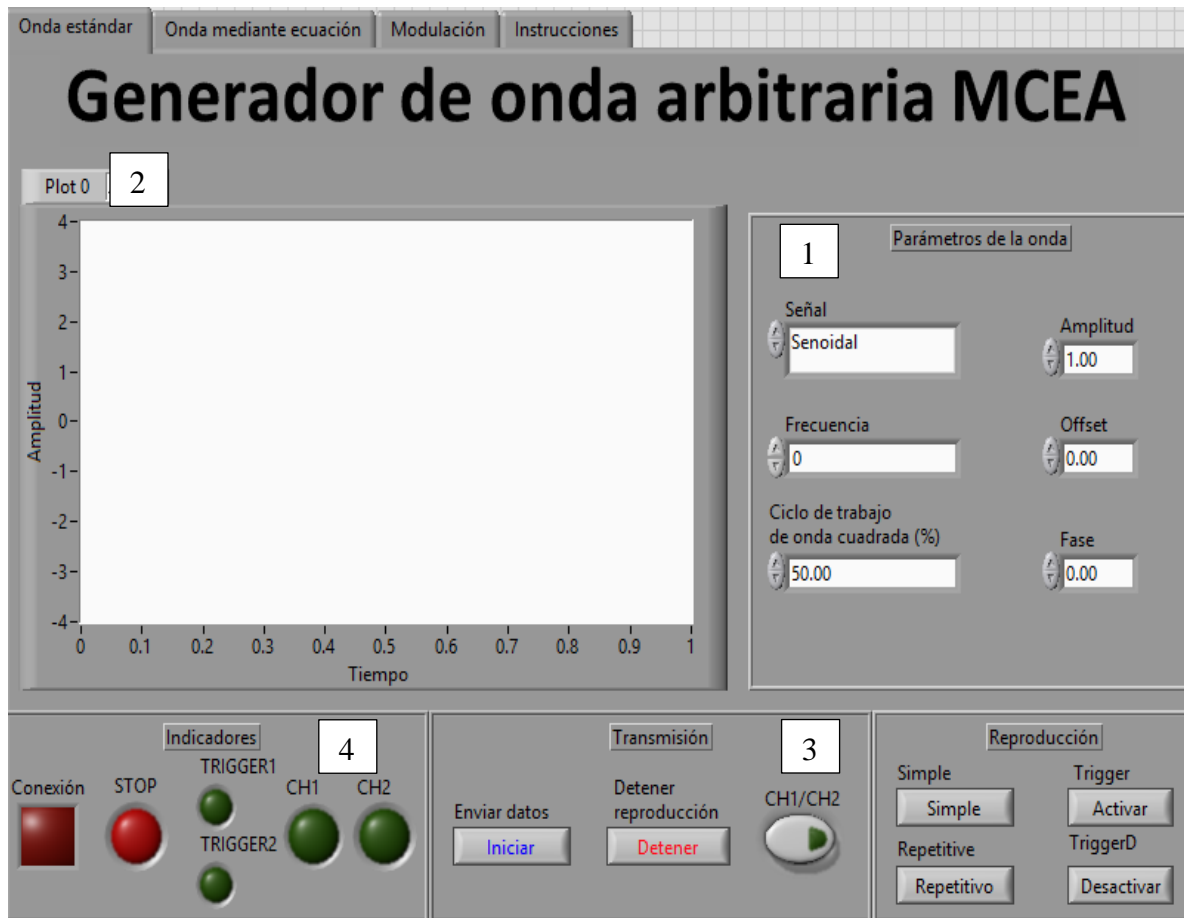 Onda estándar
Onda mediante ecuación
Modulación
Instrucciones
Generador de onda arbitraria MCEA
Plot 0
2
4
3
2
1
0
-1
-2
-3
-4
Amplitud
0
0.1
0.2
0.3
0.4
0.5
0.6
0.7
0.8
0.9
1
Tiempo
1
Parámetros de la onda
Señal
Senoidal
Amplitud
1.00
Frecuencia
0
Offset
0.00
Ciclo de trabajo
de onda cuadrada (%)
50.00
Fase
0.00
Indicadores
4
Conexión
STOP
TRIGGER1
TRIGGER2
CH1
CH2
Transmisión
3
Enviar datos
Iniciar
Detener
reproducción
Detener
CH1/CH2
Reproducción
Simple
Simple
Trigger
Activar
Repetitive
Repetitivo
TriggerD
Desactivar